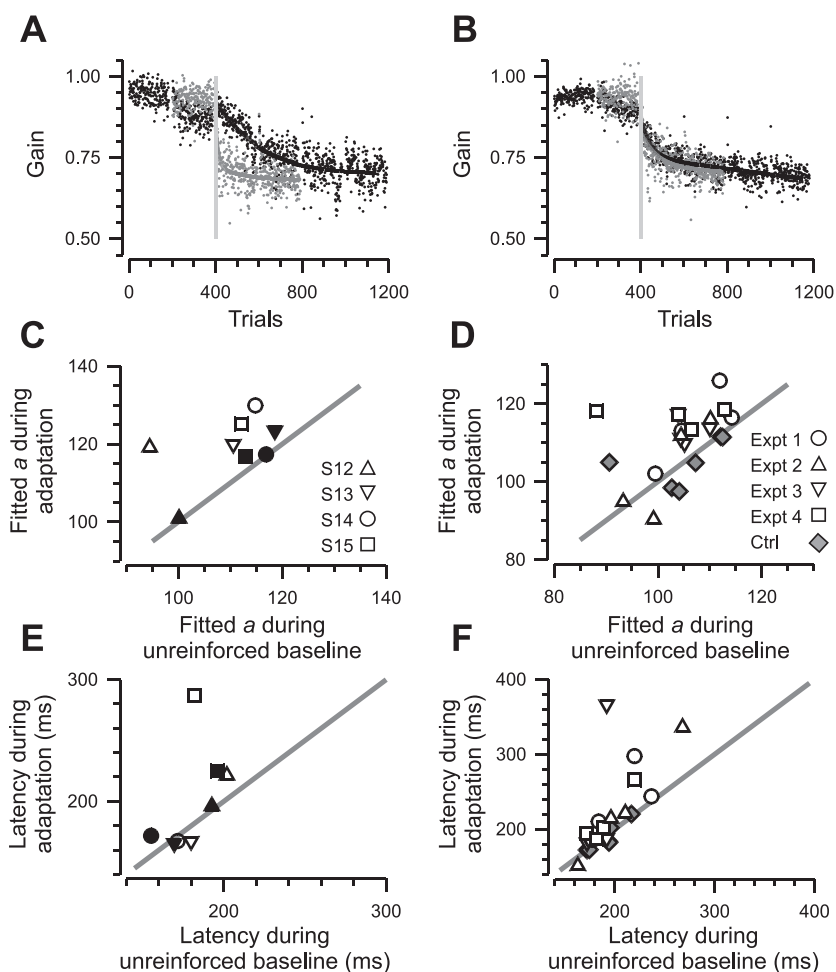 A
B
Gain
1.00
0.75
0.50
0
400
800
1200
Trials
Gain
1.00
0.75
0.50
0
400
800
1200
Trials
C
D
Fitted a during
adaptation
140
120
100
S12
S13
S14
S15
100
120
140
Fitted a during
unreinforced baseline
Fitted a during
adaptation
120
100
80
Expt 1
Expt 2
Expt 3
Expt 4
Ctrl
80
100
120
Fitted a during
unreinforced baseline
E
F
Latency during
adaptation (ms)
300
200
200
300
Latency during
unreinforced baseline (ms)
Latency during
adaptation (ms)
400
300
200
200
300
400
Latency during
unreinforced baseline (ms)